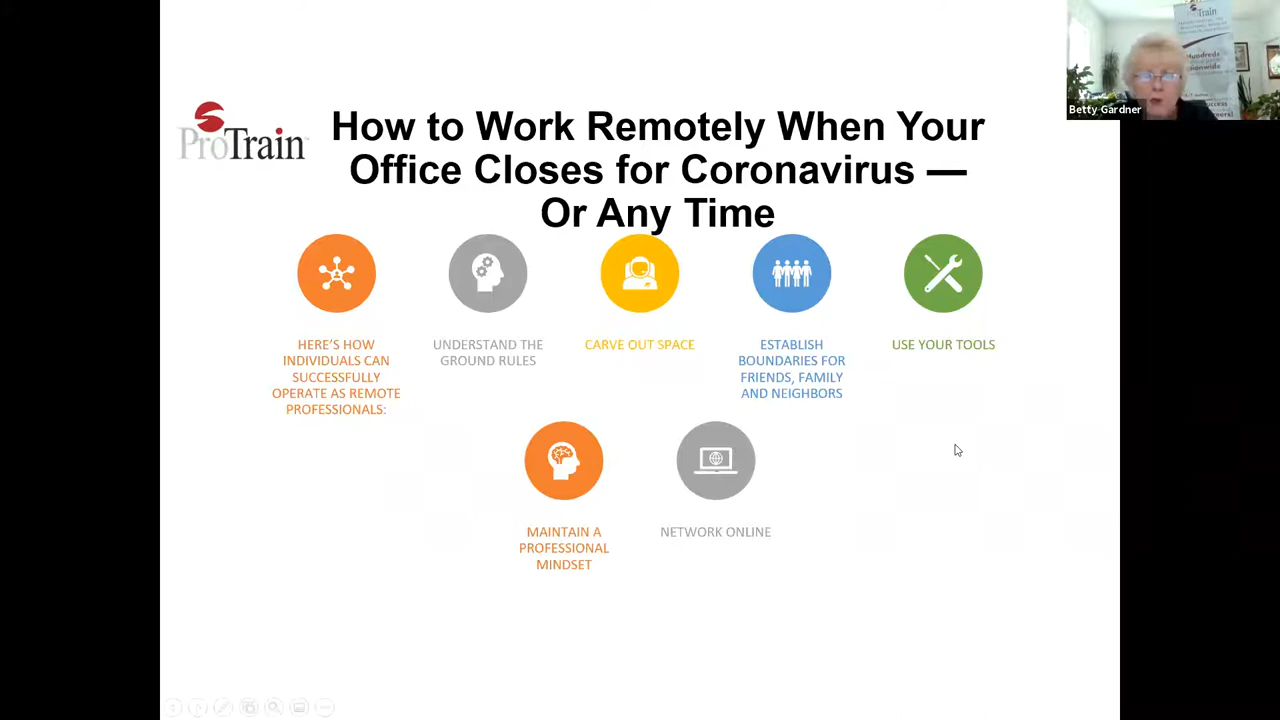 ProTrain
How to Work Remotely When Your
Office Closes for Coronavirus —
Or Any Time
HERE'S HOW
INDIVIDUALS CAN
SUCCESSFULLY
OPERATE AS REMOTE
PROFESSIONALS:
UNDERSTAND THE
GROUND RULES
CARVE OUT SPACE
ESTABLISH
BOUNDARIES FOR
FRIENDS, FAMILY
AND NEIGHBORS
USE YOUR TOOLS
MAINTAIN A
PROFESSIONAL
MINDSET
NETWORK ONLINE
Betty Gardner
ProTrain
Hundreds